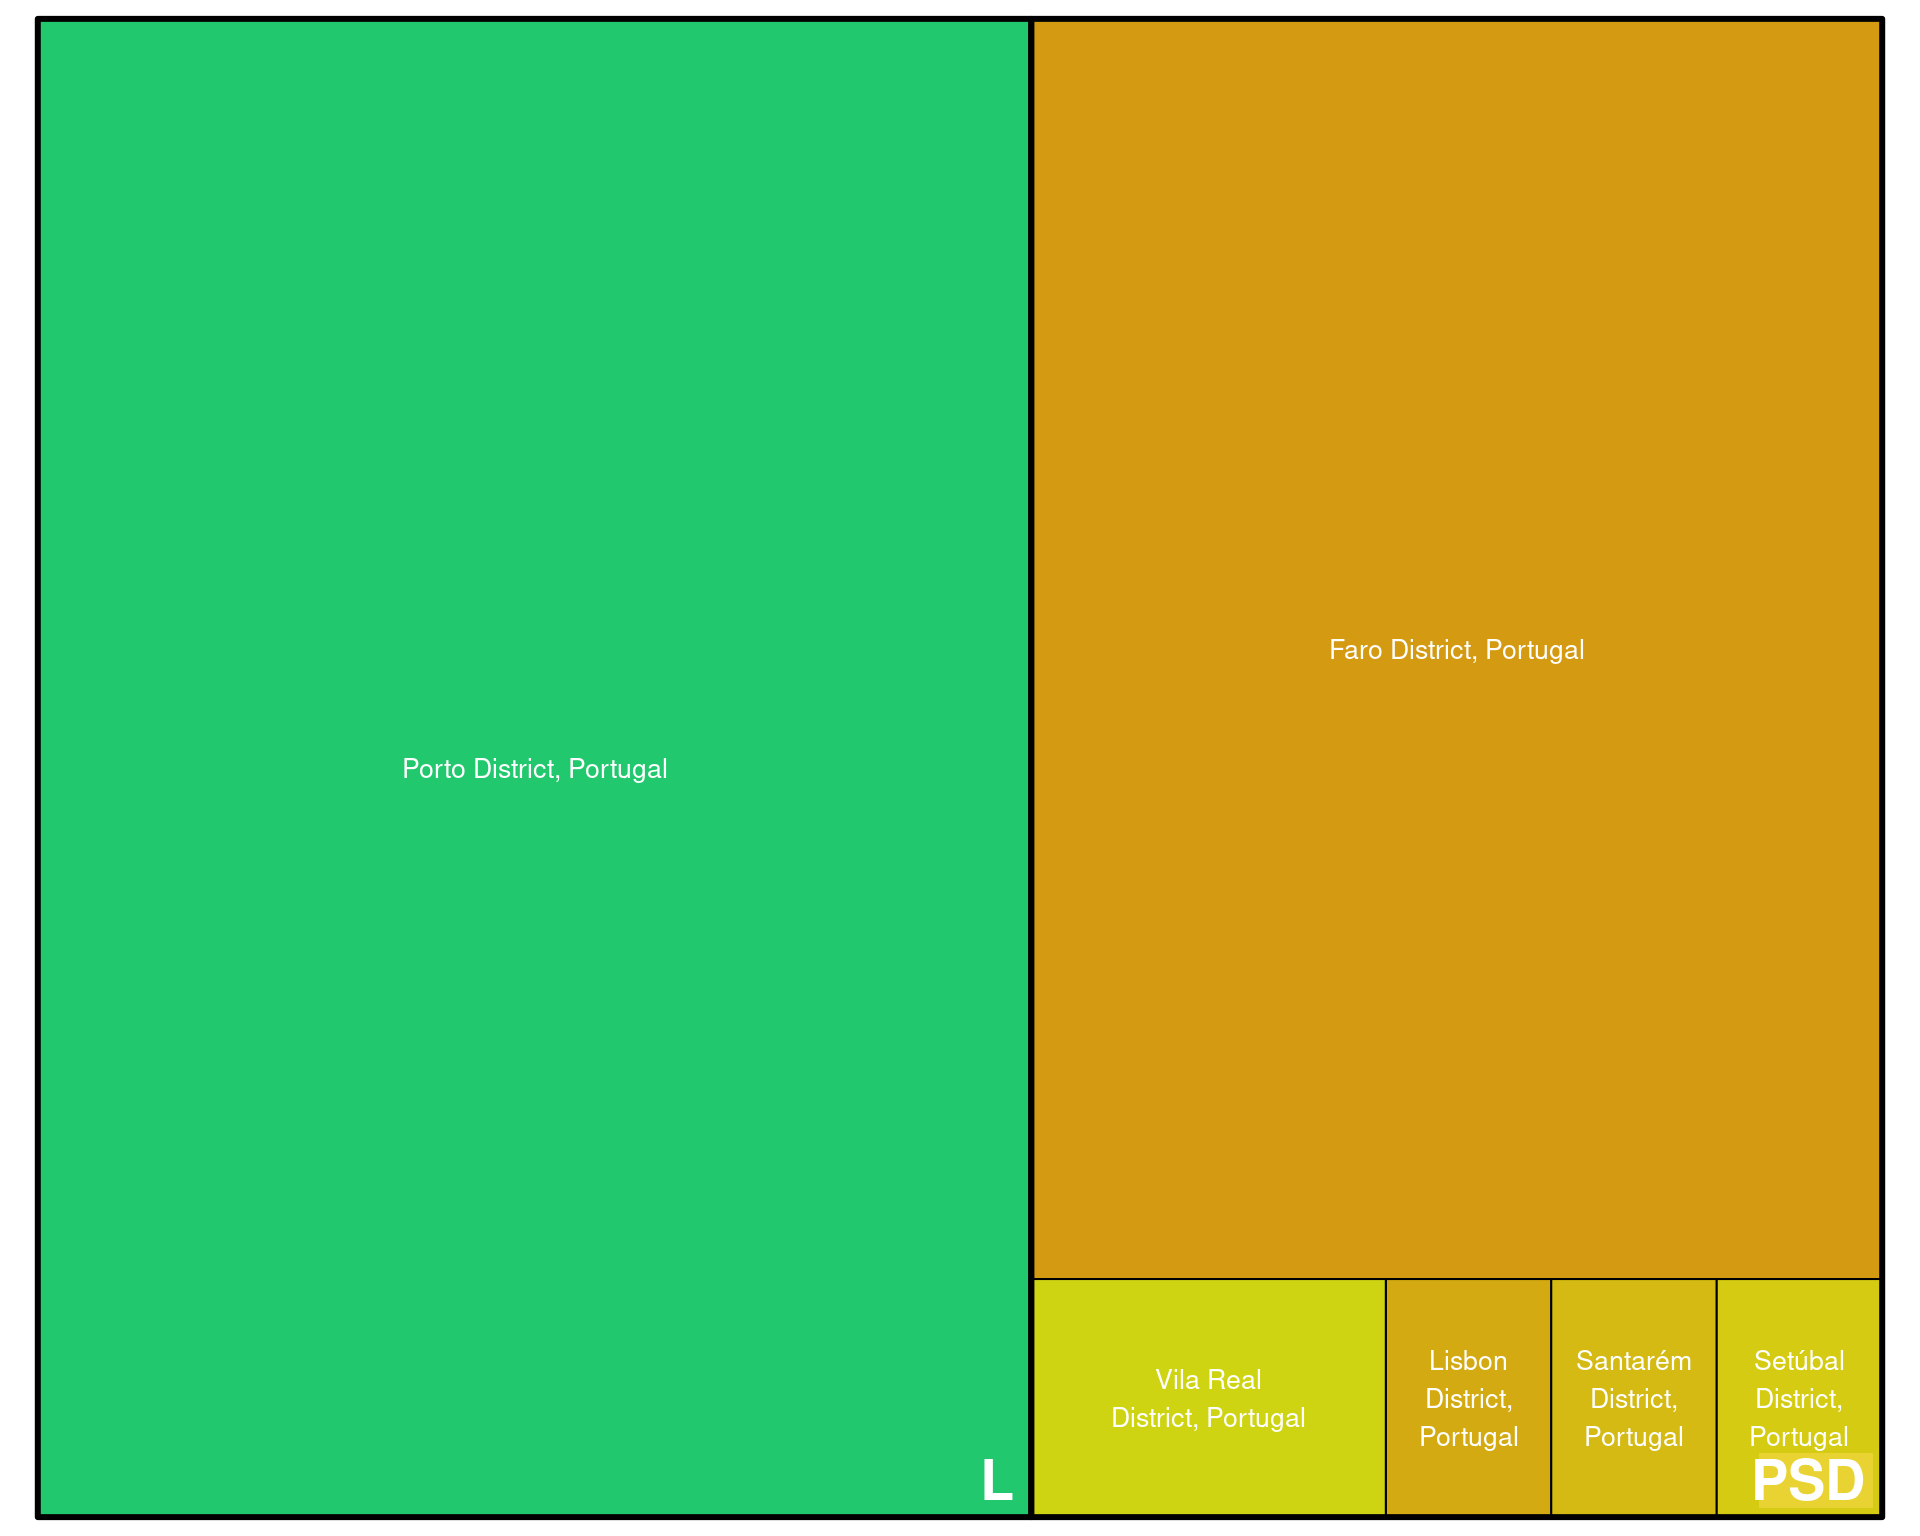 Porto District, Portugal
L
Faro District, Portugal
Vila Real
District, Portugal
Lisbon
District,
Portugal
Santarém
District,
Portugal
Setúbal
District,
Portugal
PSD